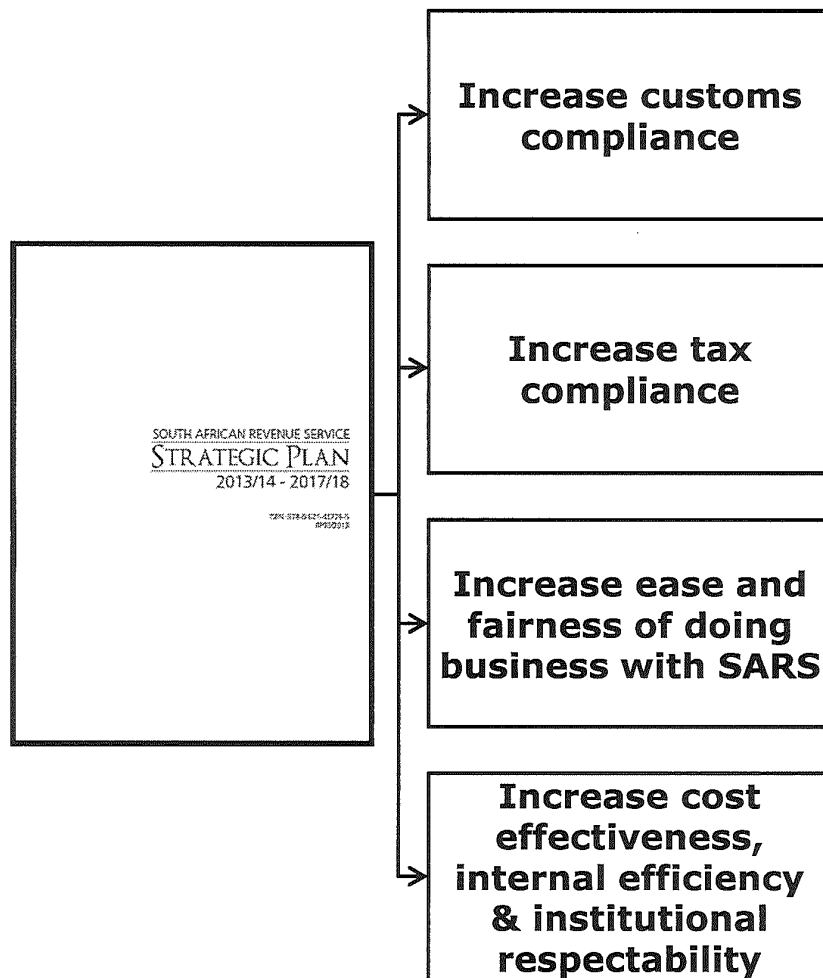 Increase customs
compliance
Increase tax
compliance
SOUTH AFRICAN REVENUE SERVICE
STRATEGIC PLAN
2013/14 - 2017/18
Increase ease and
fairness of doing
business with SARS
Increase cost
effectiveness,
internal efficiency
& institutional
respectability